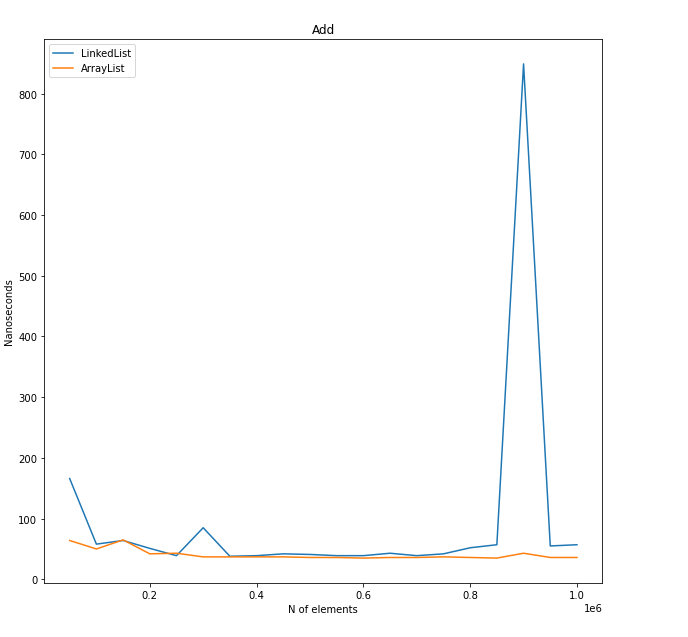 Add
LinkedList
ArrayList
800
700
600
500
400
300
200
100
0
Nanoseconds
0.2 0.4 0.6 0.8 1.0
1e6
N of elements